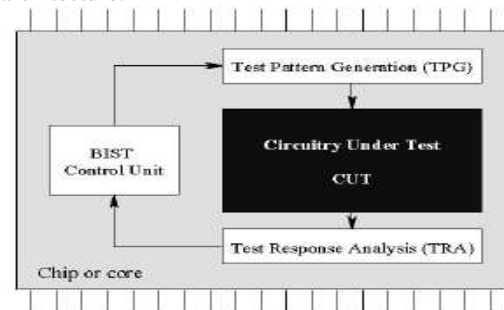 Test Pattern Generation (TPG)
Circuitry Under Test
CUT
BIST
Control Unit
Test Response Analysis (TRA)
Chip or core